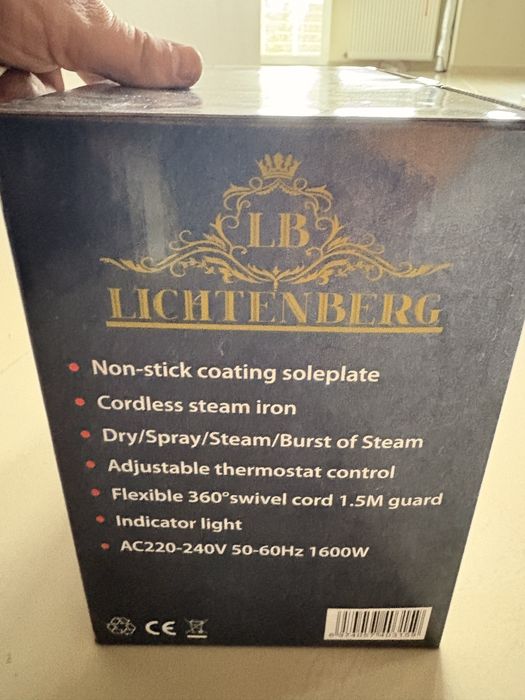 LB
LICHTENBERG
Non-stick coating soleplate
Cordless steam iron
Dry/Spray/Steam/Burst of Steam
Adjustable thermostat control
Flexible 360°swivel cord 1.5M guard
Indicator light
AC220-240V 50-60Hz 1600W
CE